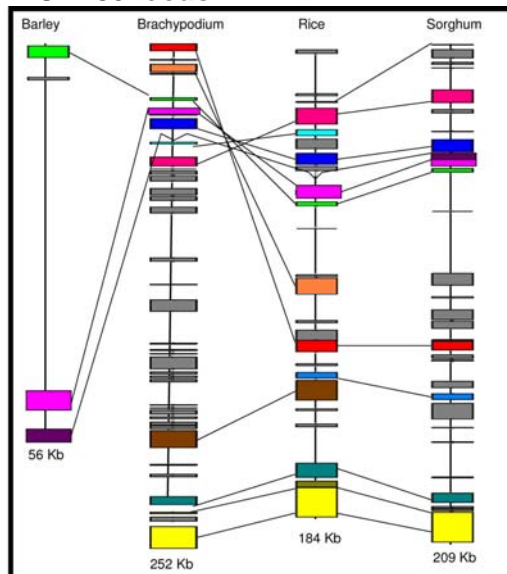 Barley Brachypodium Rice Sorghum
56 Kb
252 Kb
184 Kb
209 Kb